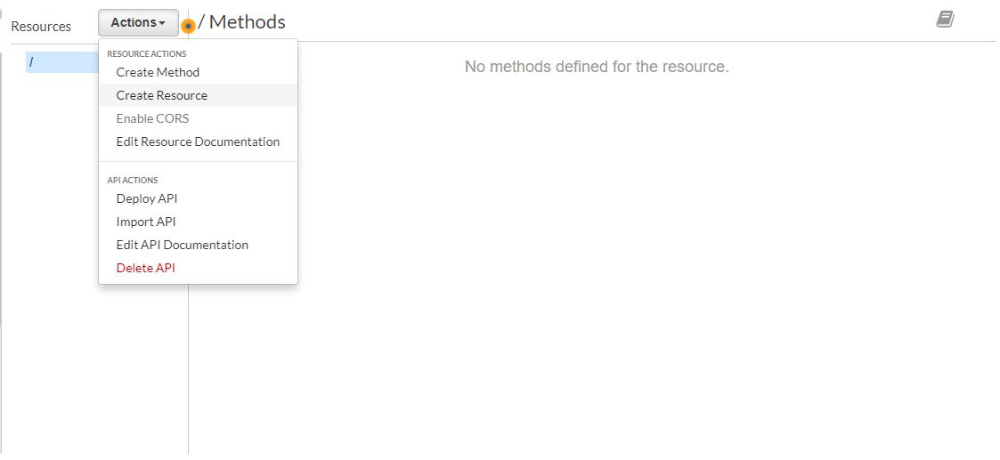 Resources
Actions
/ Methods
/
No methods defined for the resource.
RESOURCE ACTIONS
Create Method
Create Resource
Enable CORS
Edit Resource Documentation
API ACTIONS
Deploy API
Import API
Edit API Documentation
Delete API